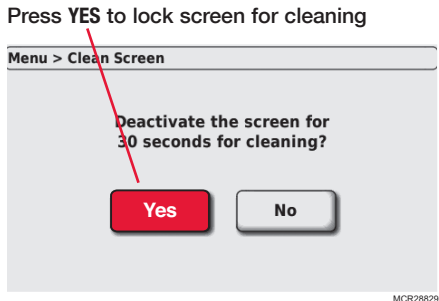 Press YES to lock screen for cleaning
Menu > Clean Screen
Deactivate the screen for
30 seconds for cleaning?
Yes
No
MCR28829